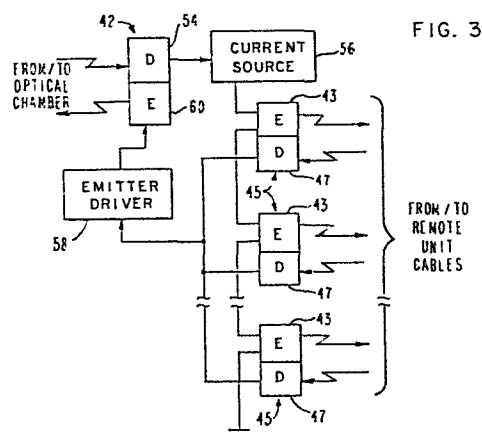 FIG. 3
42
54
D
E
60
FROM/TO
OPTICAL
CHAMBER
CURRENT
SOURCE
56
EMITTER
DRIVER
58
43
E
D
47
45
43
E
D
47
43
E
D
45
47
FROM/TO
REMOTE
UNIT
CABLES